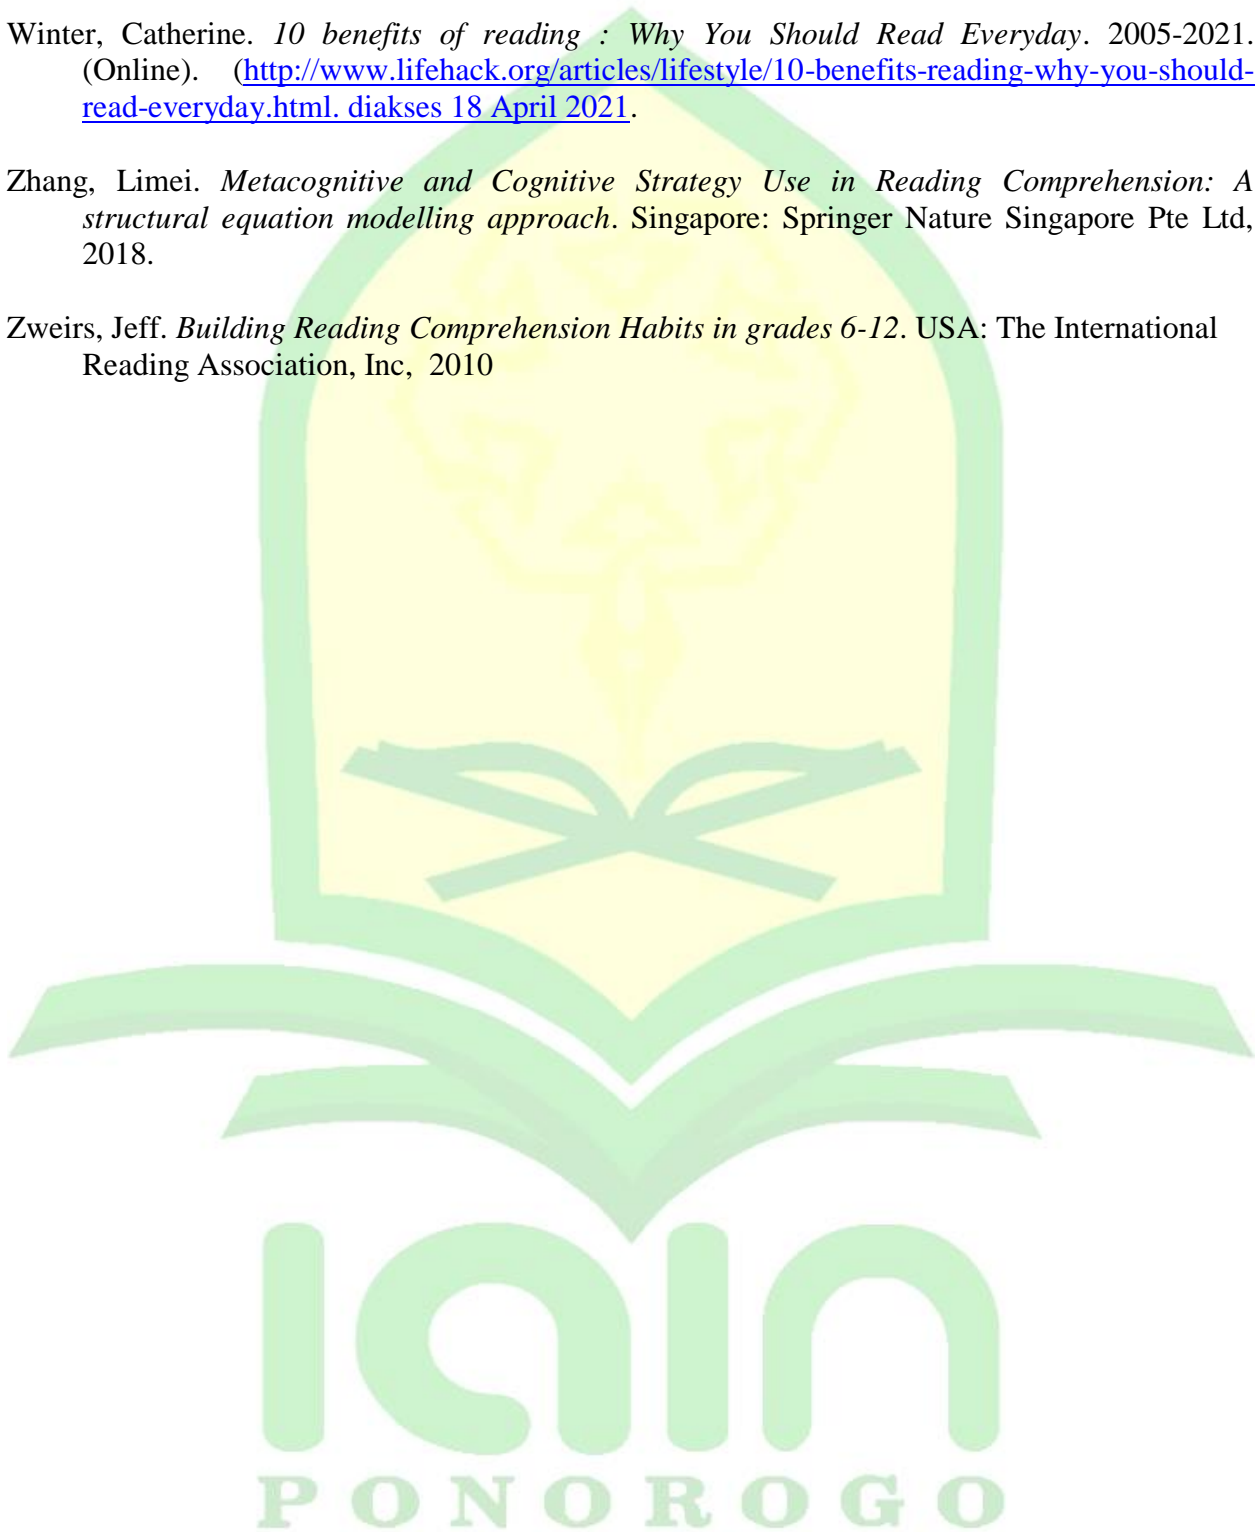 Winter, Catherine. 10 benefits of reading : Why You Should Read Everyday. 2005-2021.
(Online). (http://www.lifehack.org/articles/lifestyle/10-benefits-reading-why-you-should-
read-everyday.html. diakses 18 April 2021.
Zhang, Limei. Metacognitive and Cognitive Strategy Use in Reading Comprehension: A
structural equation modelling approach. Singapore: Springer Nature Singapore Pte Ltd,
2018.
Zweirs, Jeff. Building Reading Comprehension Habits in grades 6-12. USA: The International
Reading Association, Inc, 2010
iain
PONOROGO